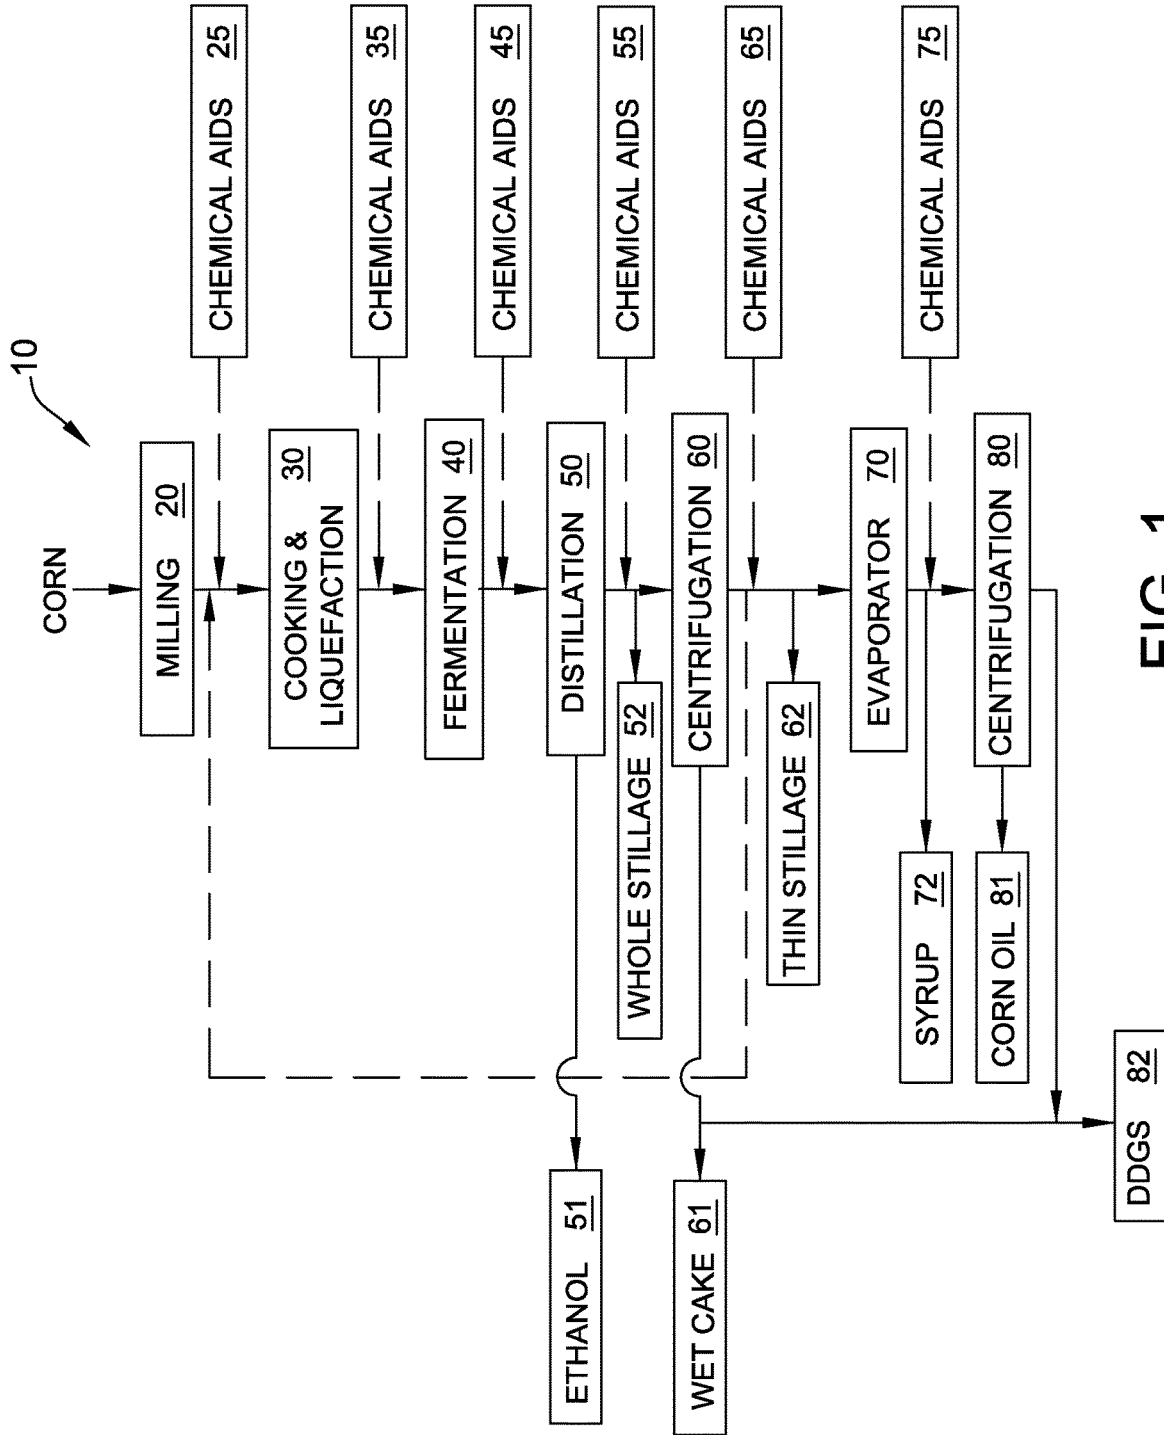 10
CORN
MILLING 20
CHEMICAL AIDS 25
COOKING &
LIQUEFACTION 30
CHEMICAL AIDS 35
FERMENTATION 40
CHEMICAL AIDS 45
DISTILLATION 50
ETHANOL 51
CHEMICAL AIDS 55
WHOLE STILLAGE 52
CENTRIFUGATION 60
WET CAKE 61
CHEMICAL AIDS 65
THIN STILLAGE 62
EVAPORATOR 70
CHEMICAL AIDS 75
SYRUP 72
CENTRIFUGATION 80
CORN OIL 81
DDGS 82
FIG. 1